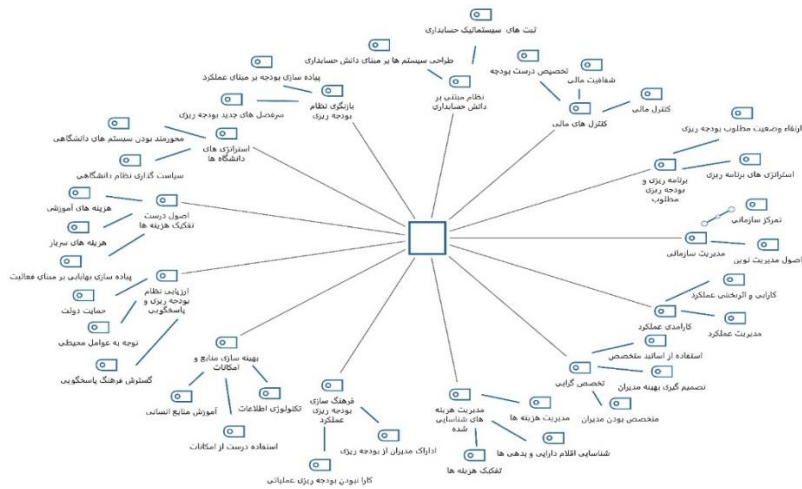 ثبت های سیستماتیک حسابداری
طراحی سیستم ها بر مبنای دانش حسابداری
نظام مبتنی بر
دانش حسابداری
تخصیص درست بودجه
شفافیت مالی
کنترل مالی
کنترل های مالی
پیاده سازی بودجه بر مبنای عملکرد
سرفصل های جدید بودجه ریزی
بازنگری نظام
بودجه ریزی
ارتقاء وضعیت مطلوب بودجه ریزی
استراتژی های برنامه ریزی
برنامه ریزی و
بودجه ریزی
مطلوب
محورمند بودن سیستم های دانشگاهی
سیاست گذاری نظام دانشگاهی
استراتژی های
دانشگاه ها
تمرکز سازمانی
اصول مدیریت نوین
مدیریت سازمانی
هزینه های آموزشی
هزینه های سربار
اصول درست
تفکیک هزینه ها
کارایی و اثربخشی عملکرد
مدیریت عملکرد
کارامدی عملکرد
پیاده سازی بهایابی بر مبنای فعالیت
حمایت دولت
توجه به عوامل محیطی
گسترش فرهنگ پاسخگویی
ارزیابی نظام
بودجه ریزی و
پاسخگویی
استفاده از اساتید متخصص
تصمیم گیری بهینه مدیران
متخصص بودن مدیران
تخصص گرایی
بهینه سازی منابع و
امکانات
آموزش منابع انسانی
تکنولوژی اطلاعات
استفاده درست از امکانات
فرهنگ سازی
بودجه ریزی
عملکرد
اداراک مدیران از بودجه ریزی
کارا نبودن بودجه ریزی عملیاتی
مدیریت هزینه
های شناسایی
شده
مدیریت هزینه ها
شناسایی اقلام دارایی و بدهی ها
تفکیک هزینه ها